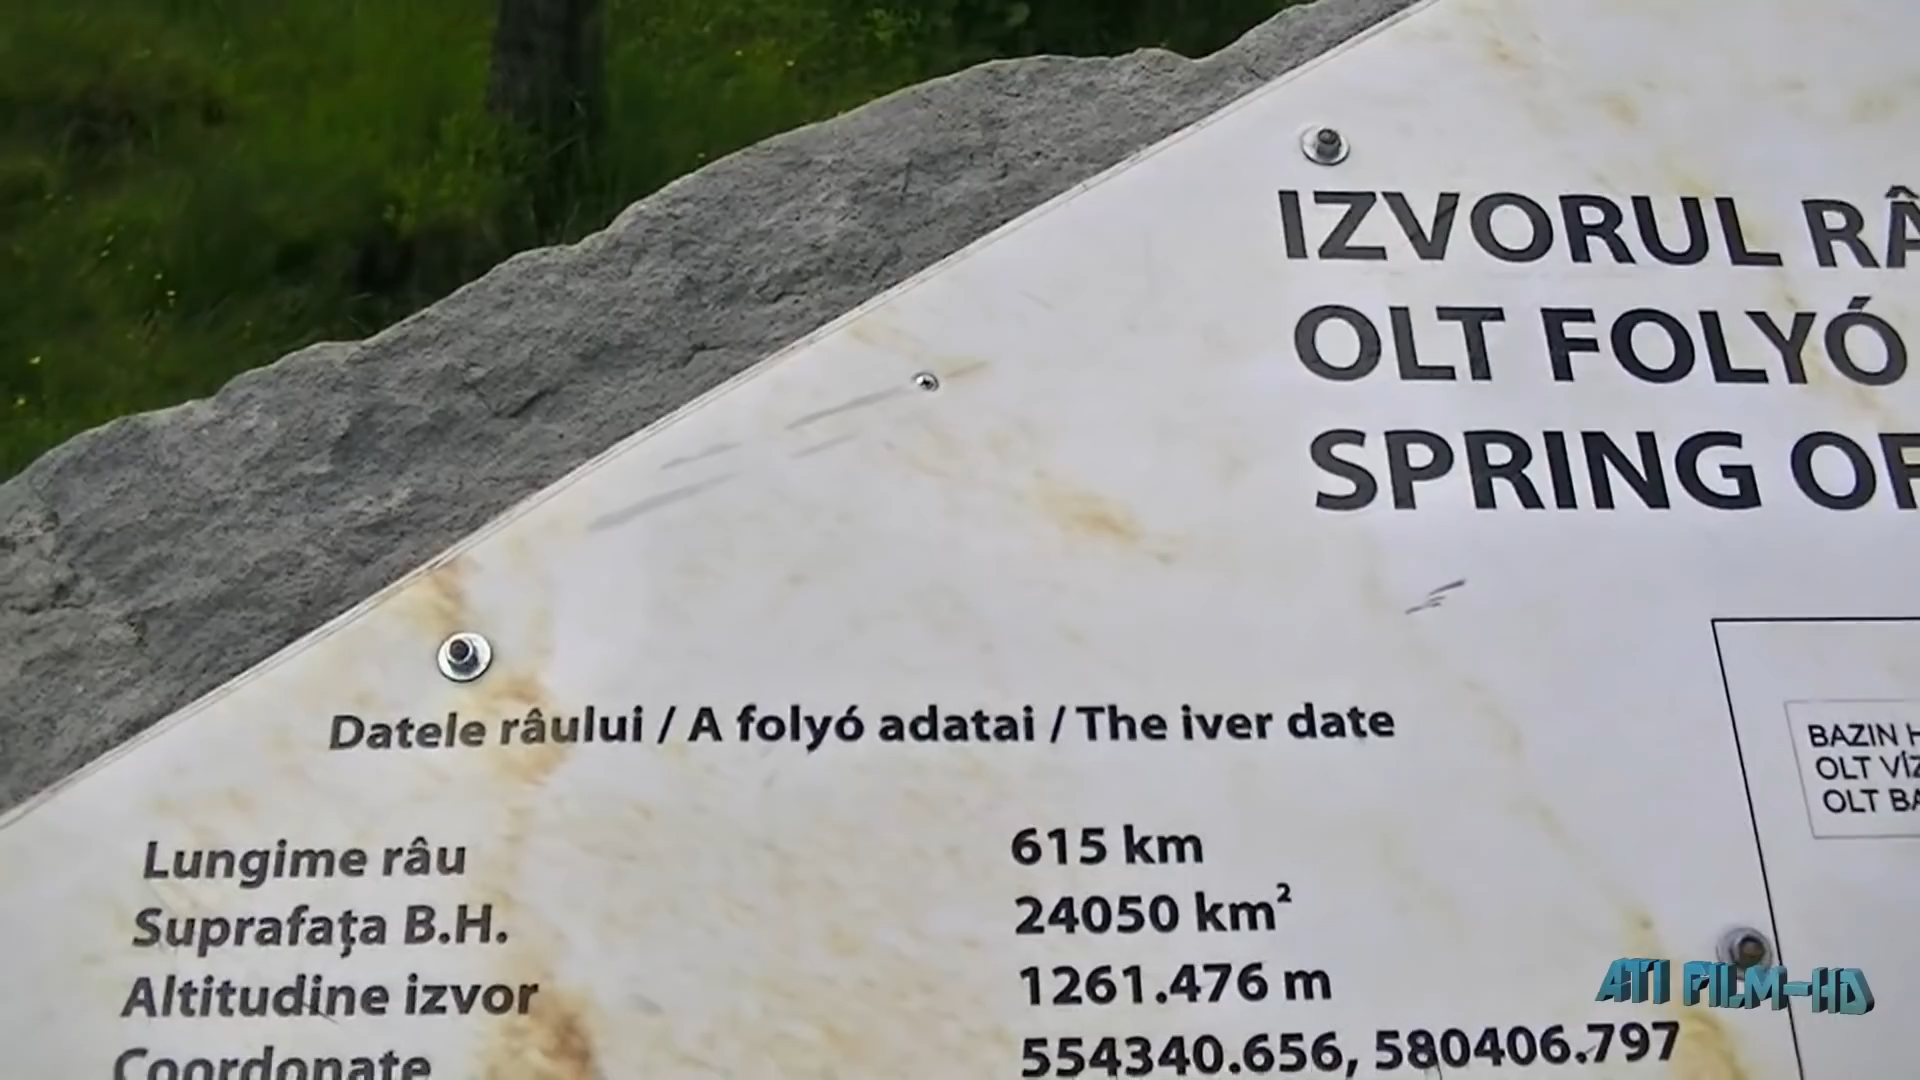 IZVORUL RÂ
OLT FOLYÓ
SPRING OF
Datele râului / A folyó adatai / The iver date
Lungime râu 615 km
Suprafața B.H. 24050 km²
Altitudine izvor 1261.476 m
Coordonate 554340.656, 580406.797
BAZIN H
OLT VÍZ
OLT BA
ATI FILM-HD